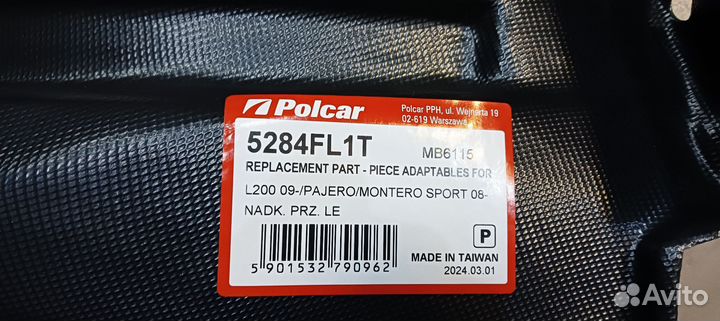 Polcar
Polcar PPH, ul. Wejnerta 19
02-619 Warszawa
5284FL1T MB6115
REPLACEMENT PART - PIECE ADAPTABLES FOR
L200 09-/PAJERO/MONTERO SPORT 08-
NADK. PRZ. LE
P
MADE IN TAIWAN
2024.03.01
5 901532 790962
Avito